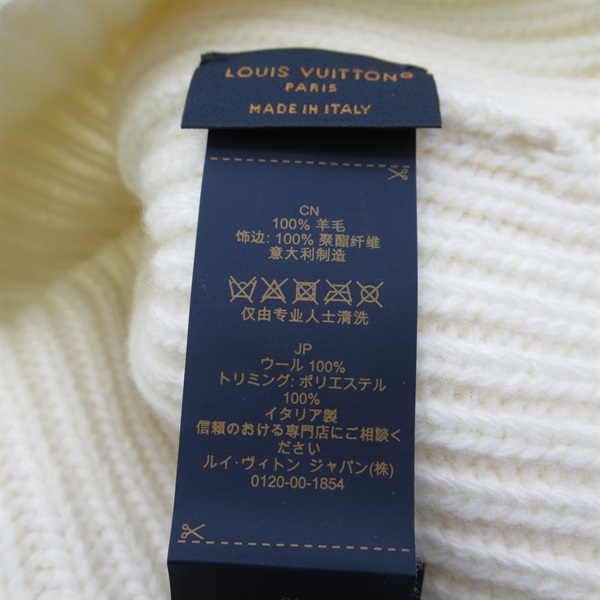 LOUIS VUITTON
PARIS
MADE IN ITALY
CN
100% 羊毛
饰边: 100% 聚酯纤维
意大利制造
仅由专业人士清洗
JP
ウール 100%
トリミング: ポリエステル
100%
イタリア製
信頼のおける専門店にご相談く
ださい
ルイ·ヴィトン ジャパン(株)
0120-00-1854